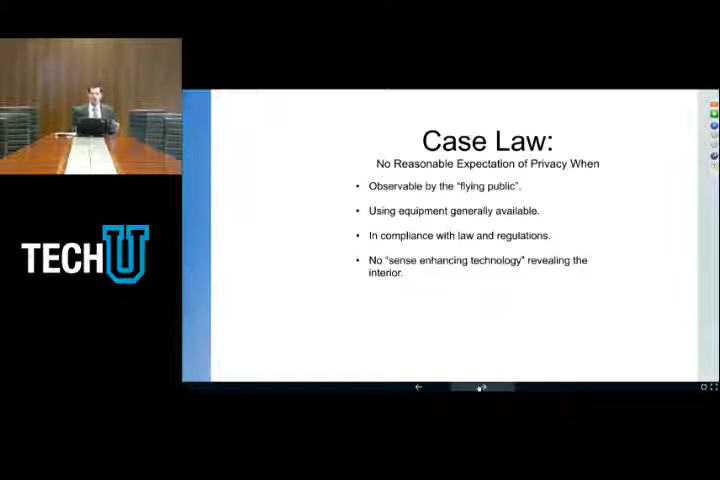 TECHU
Case Law:
No Reasonable Expectation of Privacy When
• Observable by the “flying public”.
• Using equipment generally available.
• In compliance with law and regulations.
• No “sense enhancing technology” revealing the
interior.